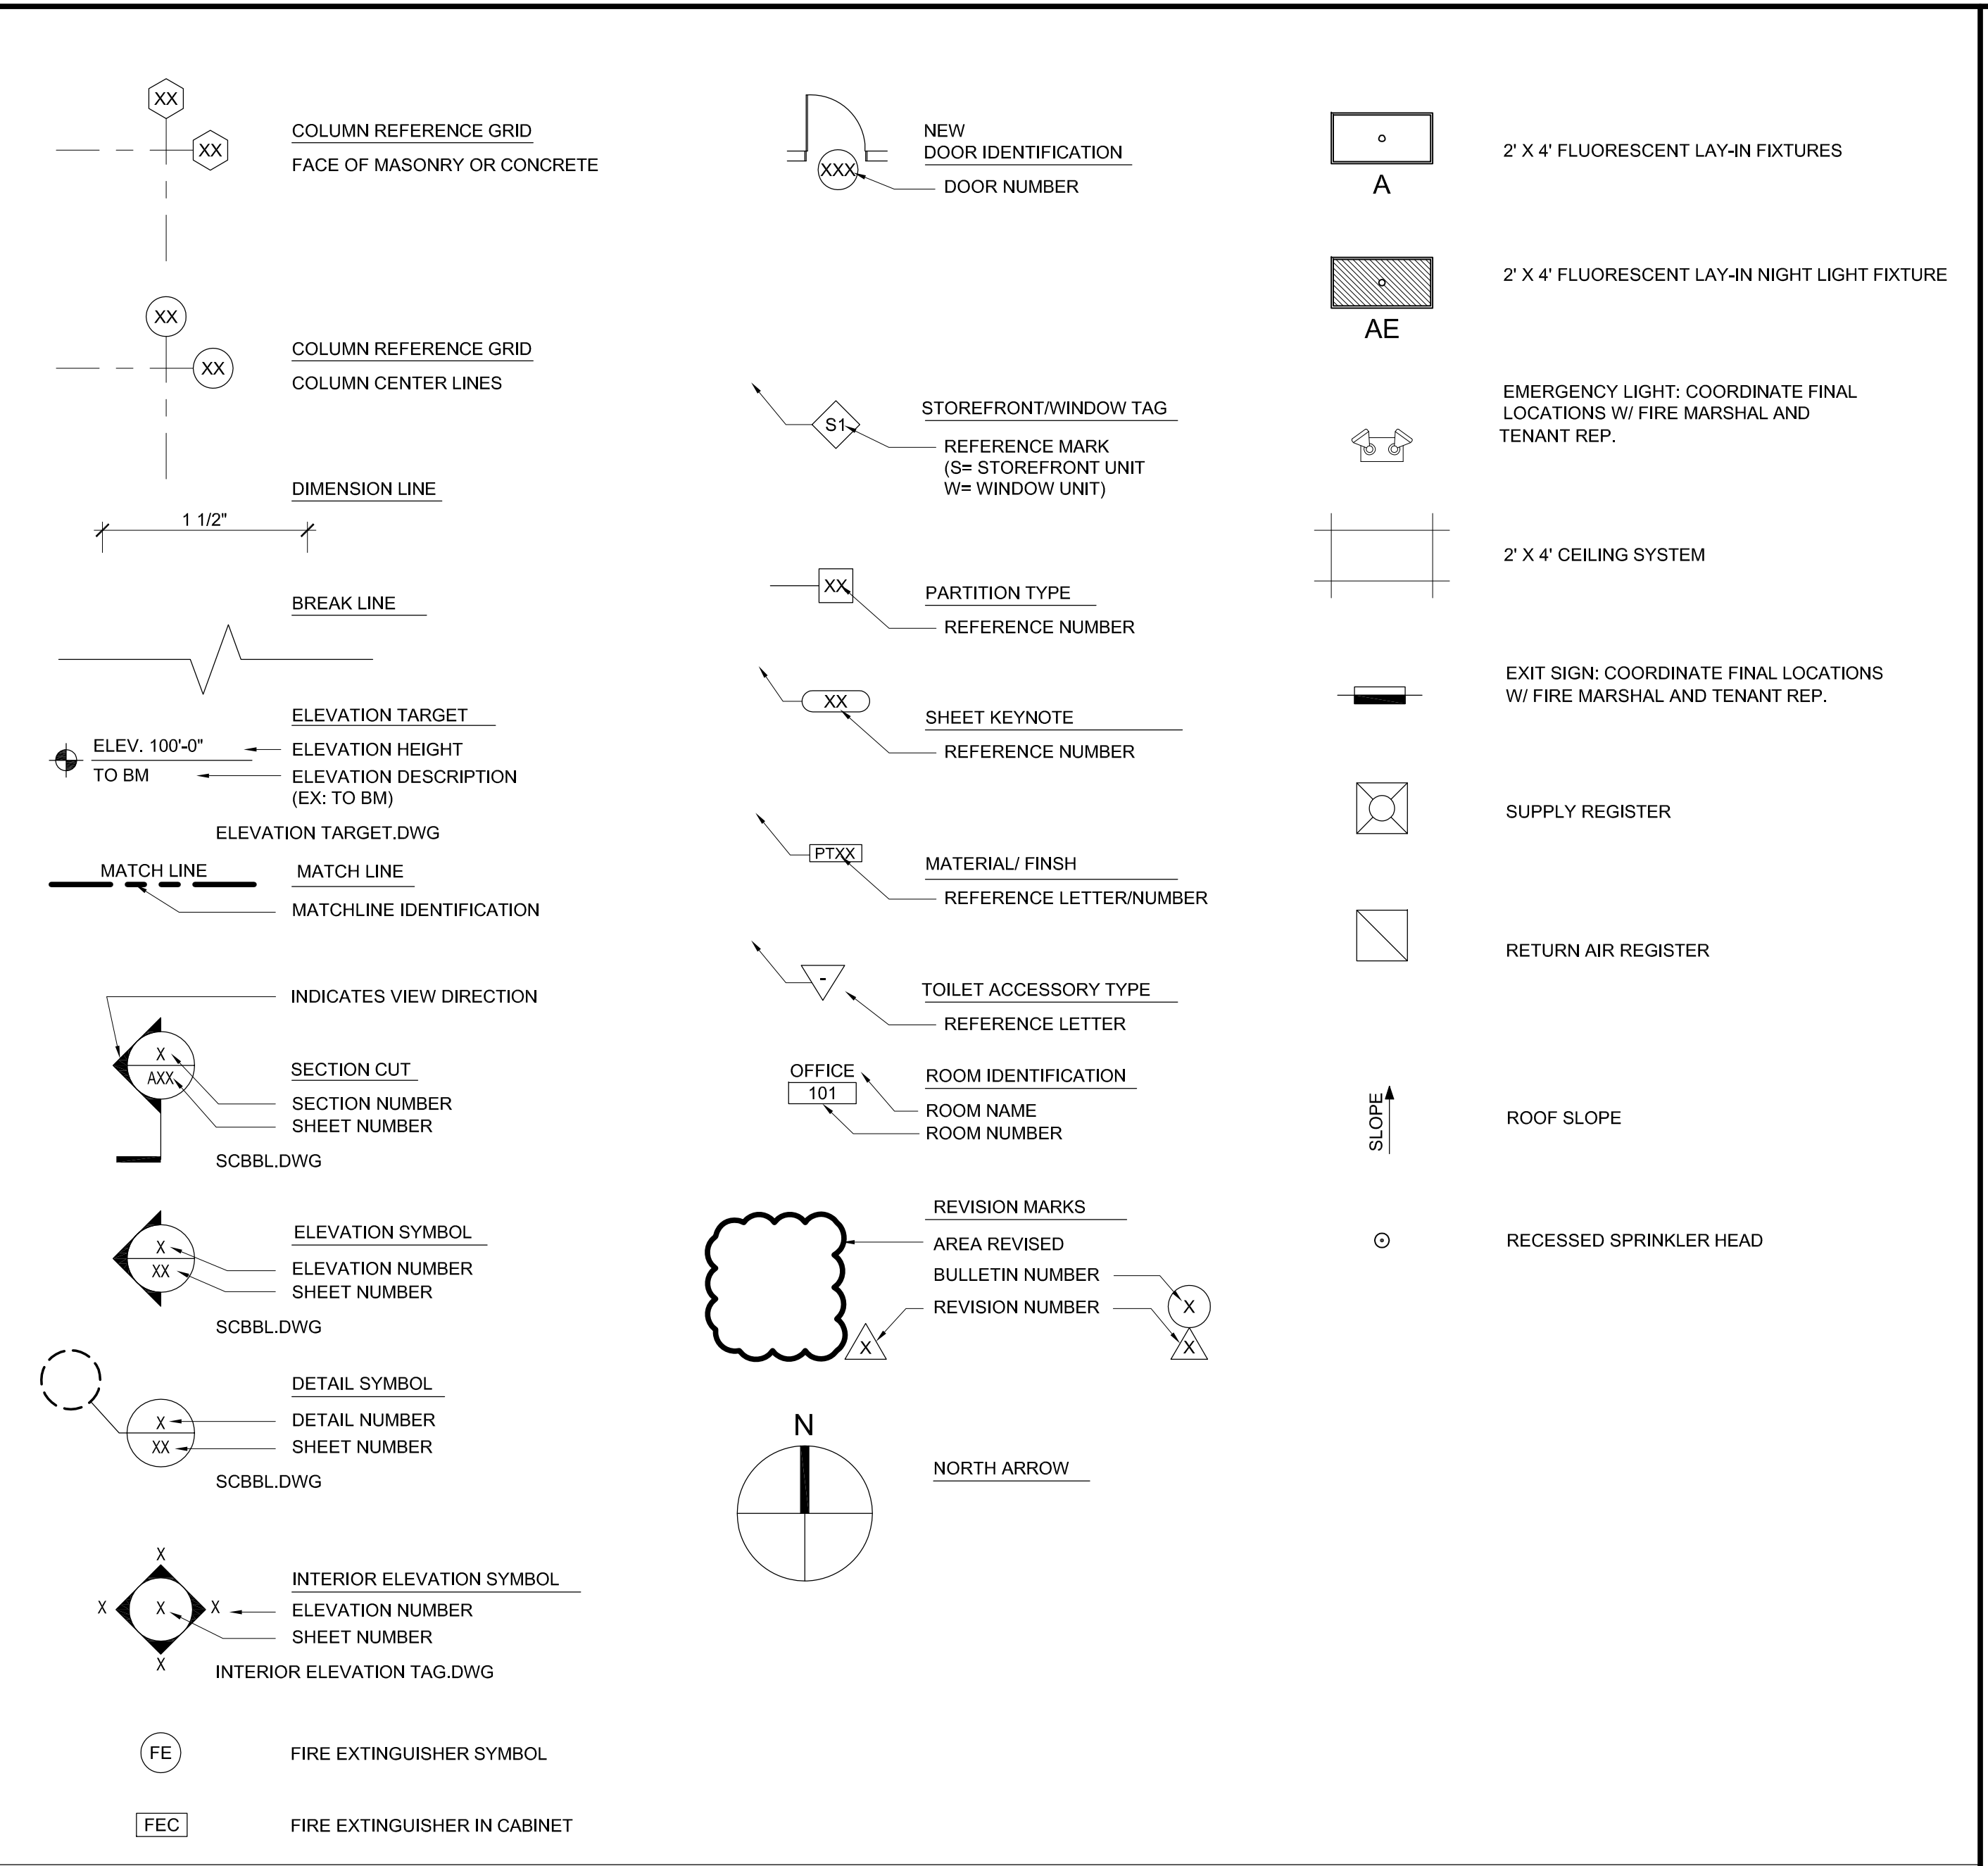 XX
XX
COLUMN REFERENCE GRID
FACE OF MASONRY OR CONCRETE
XX
XX
COLUMN REFERENCE GRID
COLUMN CENTER LINES
DIMENSION LINE
1 1/2"
BREAK LINE
ELEVATION TARGET
ELEV. 100'-0"
ELEVATION HEIGHT
TO BM
ELEVATION DESCRIPTION
(EX: TO BM)
ELEVATION TARGET.DWG
MATCH LINE
MATCH LINE
MATCHLINE IDENTIFICATION
INDICATES VIEW DIRECTION
X
AXX
SECTION CUT
SECTION NUMBER
SHEET NUMBER
SCBBL.DWG
X
XX
ELEVATION SYMBOL
ELEVATION NUMBER
SHEET NUMBER
SCBBL.DWG
X
XX
DETAIL SYMBOL
DETAIL NUMBER
SHEET NUMBER
SCBBL.DWG
X
X
X
X
X
INTERIOR ELEVATION SYMBOL
ELEVATION NUMBER
SHEET NUMBER
INTERIOR ELEVATION TAG.DWG
FE
FIRE EXTINGUISHER SYMBOL
FEC
FIRE EXTINGUISHER IN CABINET
XXX
NEW
DOOR IDENTIFICATION
DOOR NUMBER
S1
STOREFRONT/WINDOW TAG
REFERENCE MARK
(S= STOREFRONT UNIT
W= WINDOW UNIT)
XX
PARTITION TYPE
REFERENCE NUMBER
XX
SHEET KEYNOTE
REFERENCE NUMBER
PTXX
MATERIAL/ FINSH
REFERENCE LETTER/NUMBER
-
TOILET ACCESSORY TYPE
REFERENCE LETTER
OFFICE
101
ROOM IDENTIFICATION
ROOM NAME
ROOM NUMBER
REVISION MARKS
AREA REVISED
BULLETIN NUMBER
REVISION NUMBER
X
X
X
N
NORTH ARROW
A
2' X 4' FLUORESCENT LAY-IN FIXTURES
AE
2' X 4' FLUORESCENT LAY-IN NIGHT LIGHT FIXTURE
EMERGENCY LIGHT: COORDINATE FINAL
LOCATIONS W/ FIRE MARSHAL AND
TENANT REP.
2' X 4' CEILING SYSTEM
EXIT SIGN: COORDINATE FINAL LOCATIONS
W/ FIRE MARSHAL AND TENANT REP.
SUPPLY REGISTER
RETURN AIR REGISTER
SLOPE
ROOF SLOPE
RECESSED SPRINKLER HEAD